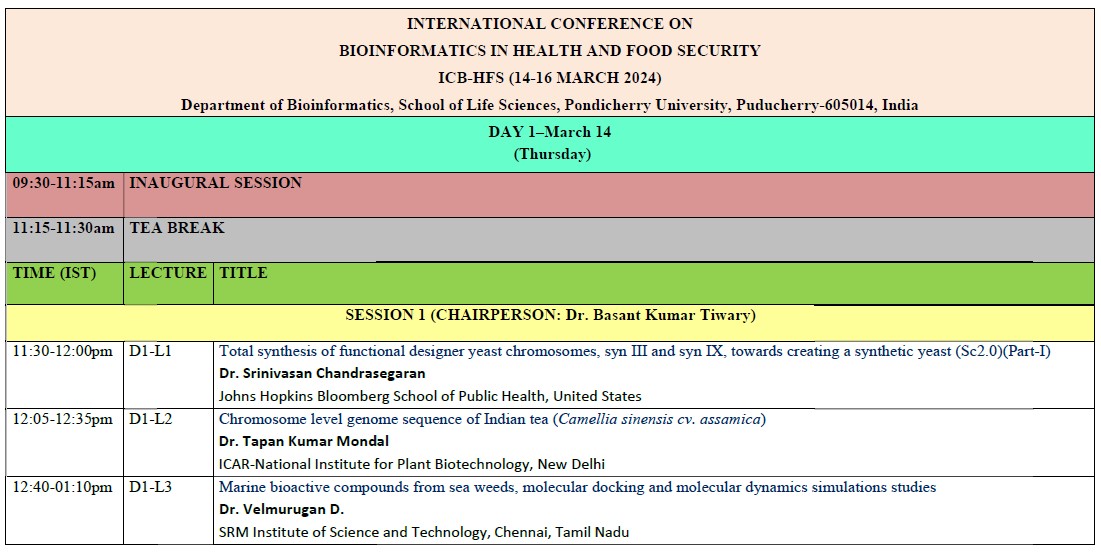 INTERNATIONAL CONFERENCE ON
BIOINFORMATICS IN HEALTH AND FOOD SECURITY
ICB-HFS (14-16 MARCH 2024)
Department of Bioinformatics, School of Life Sciences, Pondicherry University, Puducherry-605014, India
DAY 1–March 14
(Thursday)
09:30-11:15am INAUGURAL SESSION
11:15-11:30am TEA BREAK
TIME (IST) LECTURE TITLE
SESSION 1 (CHAIRPERSON: Dr. Basant Kumar Tiwary)
11:30-12:00pm D1-L1 Total synthesis of functional designer yeast chromosomes, syn III and syn IX, towards creating a synthetic yeast (Sc2.0)(Part-I)
Dr. Srinivasan Chandrasegaran
Johns Hopkins Bloomberg School of Public Health, United States
12:05-12:35pm D1-L2 Chromosome level genome sequence of Indian tea (Camellia sinensis cv. assamica)
Dr. Tapan Kumar Mondal
ICAR-National Institute for Plant Biotechnology, New Delhi
12:40-01:10pm D1-L3 Marine bioactive compounds from sea weeds, molecular docking and molecular dynamics simulations studies
Dr. Velmurugan D.
SRM Institute of Science and Technology, Chennai, Tamil Nadu